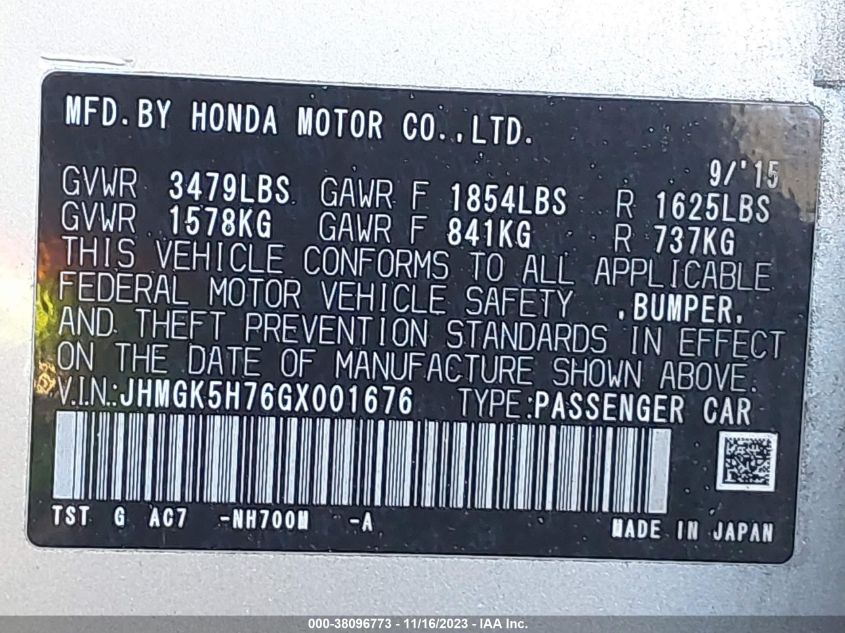 MFD. BY HONDA MOTOR CO.,LTD.
9/'15
GVWR 3479LBS GAWR F 1854LBS R 1625LBS
GVWR 1578KG GAWR F 841KG R 737KG
THIS VEHICLE CONFORMS TO ALL APPLICABLE
FEDERAL MOTOR VEHICLE SAFETY ,BUMPER,
AND THEFT PREVENTION STANDARDS IN EFFECT
ON THE DATE OF MANUFACTURE SHOWN ABOVE.
V.I.N.:JHMGK5H76GX001676 TYPE:PASSENGER CAR
TST G AC7 -NH700M -A
MADE IN JAPAN
000-38096773 - 11/16/2023 - IAA Inc.